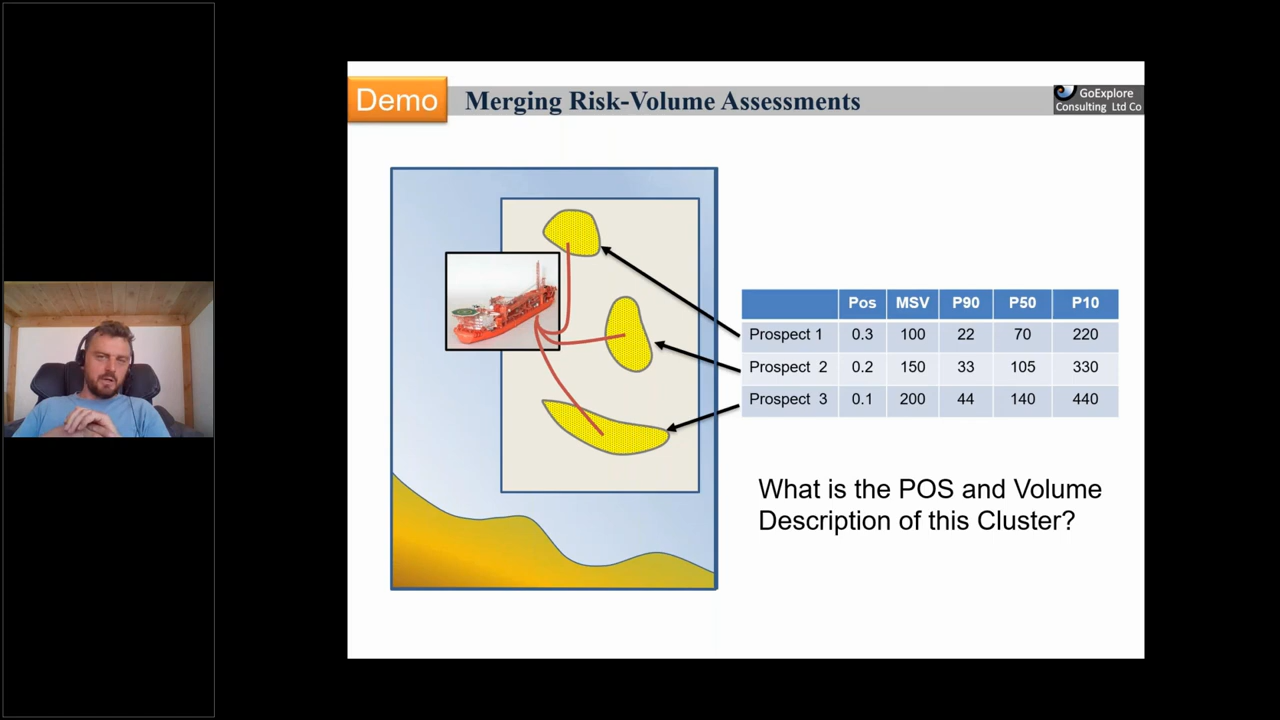 Demo
Merging Risk-Volume Assessments
GoExplore
Consulting Ltd Co
Pos MSV P90 P50 P10
Prospect 1 0.3 100 22 70 220
Prospect 2 0.2 150 33 105 330
Prospect 3 0.1 200 44 140 440
What is the POS and Volume
Description of this Cluster?